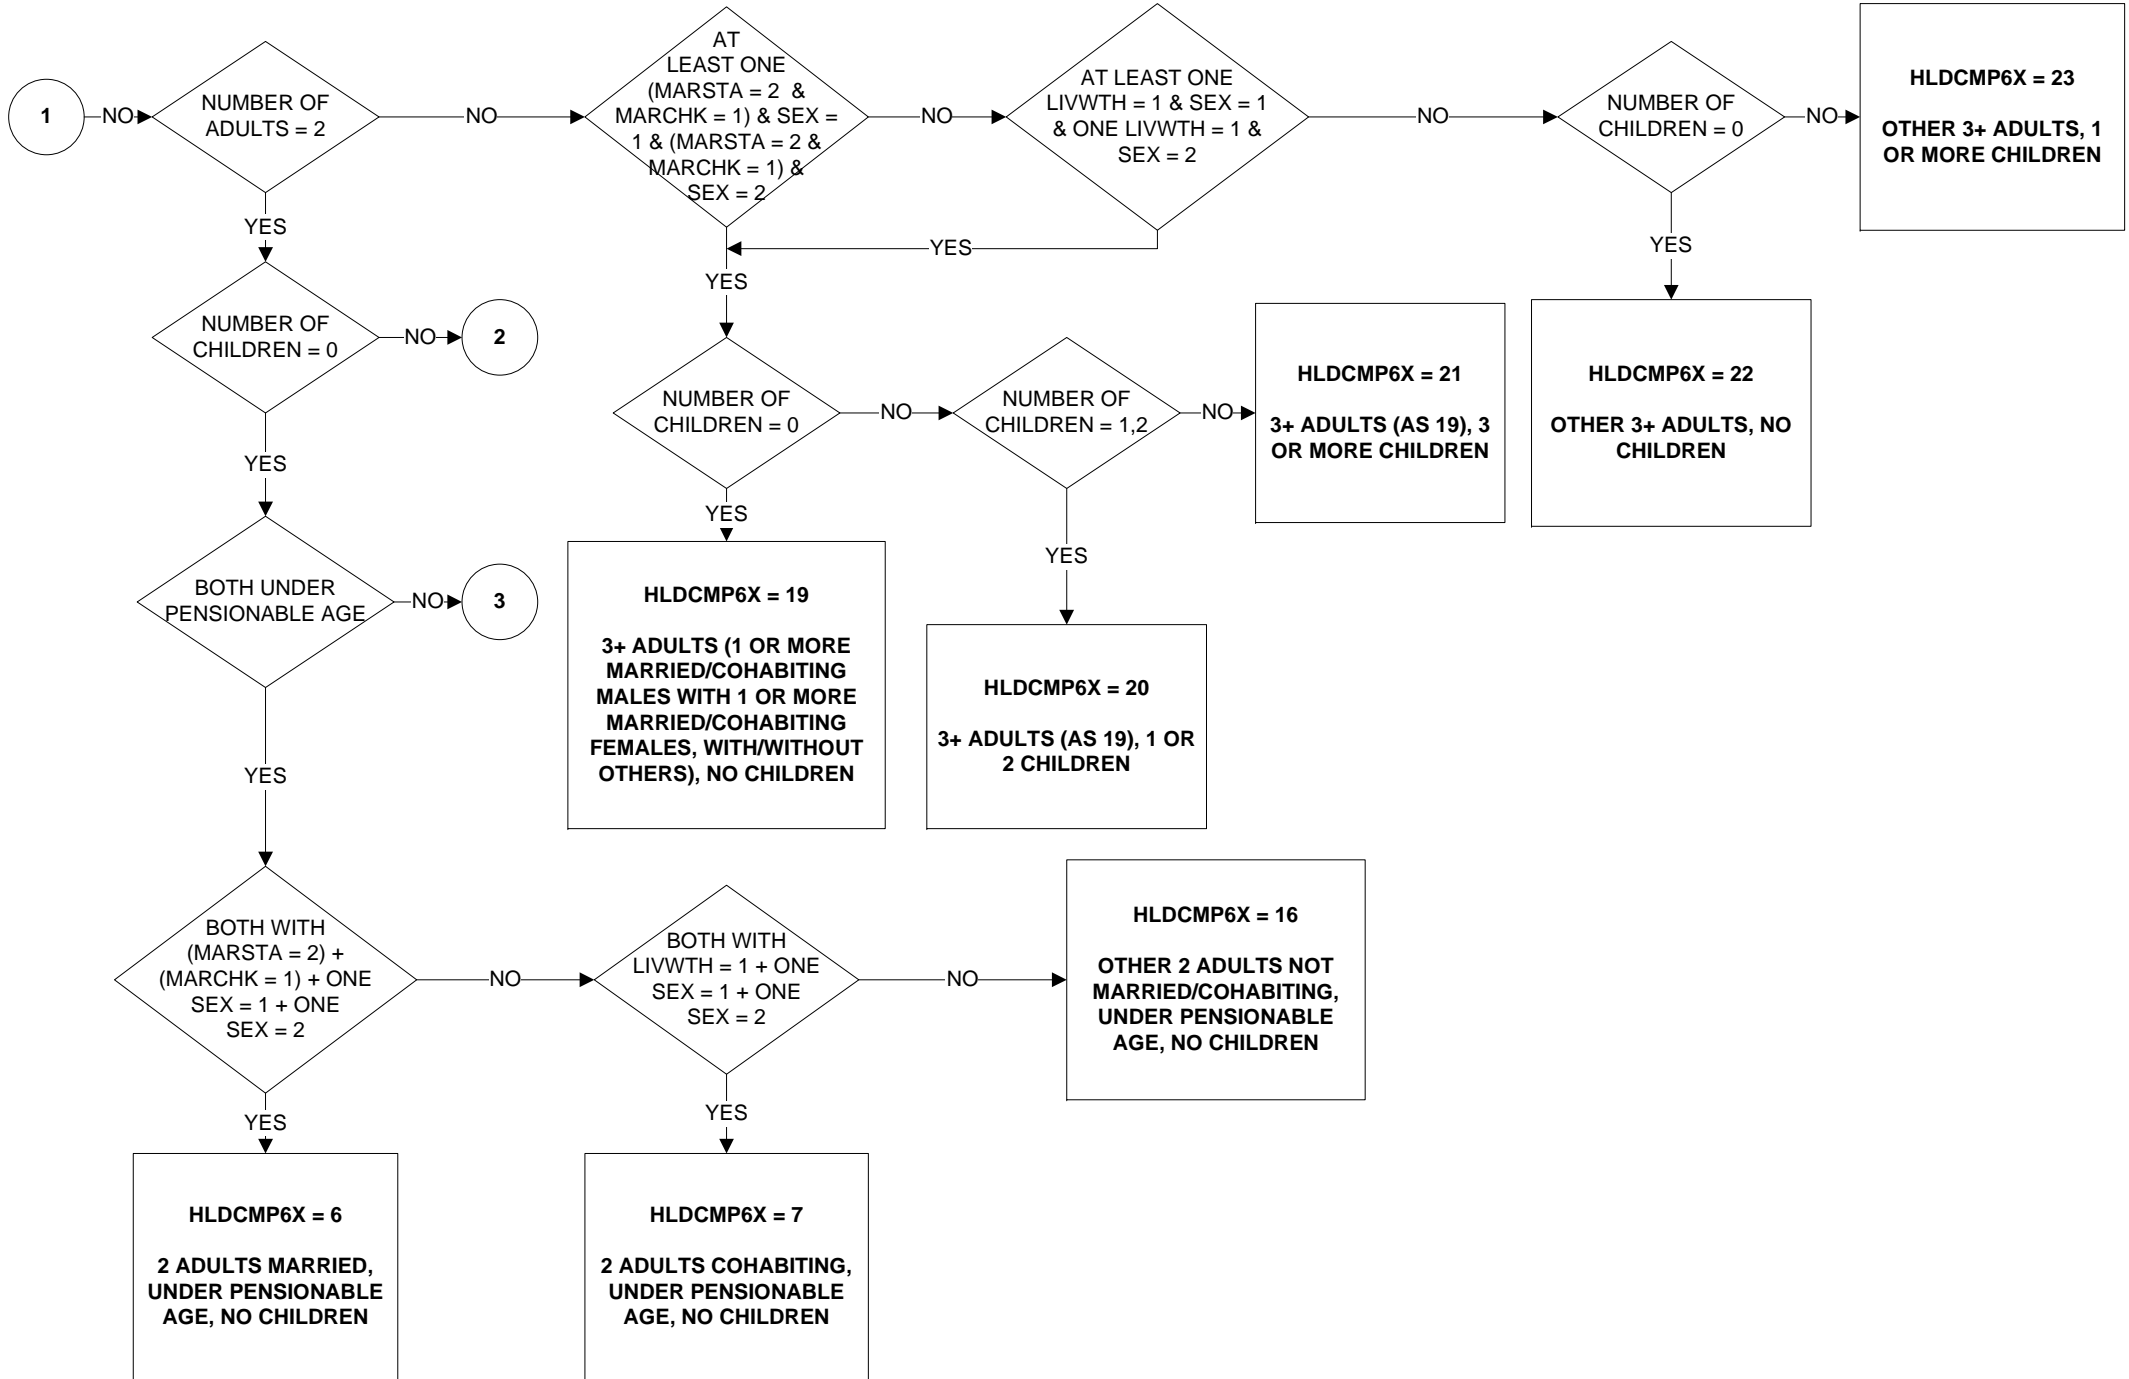 1
NO
NUMBER OF
ADULTS = 2
NO
AT
LEAST ONE
(MARSTA = 2 &
MARCHK = 1) & SEX =
1 & (MARSTA = 2 &
MARCHK = 1) &
SEX = 2
NO
AT LEAST ONE
LIVWTH = 1 & SEX = 1
& ONE LIVWTH = 1 &
SEX = 2
NO
NUMBER OF
CHILDREN = 0
NO
HLDCMP6X = 23
OTHER 3+ ADULTS, 1
OR MORE CHILDREN
YES
YES
YES
YES
NUMBER OF
CHILDREN = 0
NO
2
NUMBER OF
CHILDREN = 0
NO
NUMBER OF
CHILDREN = 1,2
NO
HLDCMP6X = 21
3+ ADULTS (AS 19), 3
OR MORE CHILDREN
HLDCMP6X = 22
OTHER 3+ ADULTS, NO
CHILDREN
YES
YES
YES
BOTH UNDER
PENSIONABLE AGE
NO
3
HLDCMP6X = 19
3+ ADULTS (1 OR MORE
MARRIED/COHABITING
MALES WITH 1 OR MORE
MARRIED/COHABITING
FEMALES, WITH/WITHOUT
OTHERS), NO CHILDREN
HLDCMP6X = 20
3+ ADULTS (AS 19), 1 OR
2 CHILDREN
YES
BOTH WITH
(MARSTA = 2) +
(MARCHK = 1) + ONE
SEX = 1 + ONE
SEX = 2
NO
BOTH WITH
LIVWTH = 1 + ONE
SEX = 1 + ONE
SEX = 2
NO
HLDCMP6X = 16
OTHER 2 ADULTS NOT
MARRIED/COHABITING,
UNDER PENSIONABLE
AGE, NO CHILDREN
YES
YES
HLDCMP6X = 6
2 ADULTS MARRIED,
UNDER PENSIONABLE
AGE, NO CHILDREN
HLDCMP6X = 7
2 ADULTS COHABITING,
UNDER PENSIONABLE
AGE, NO CHILDREN